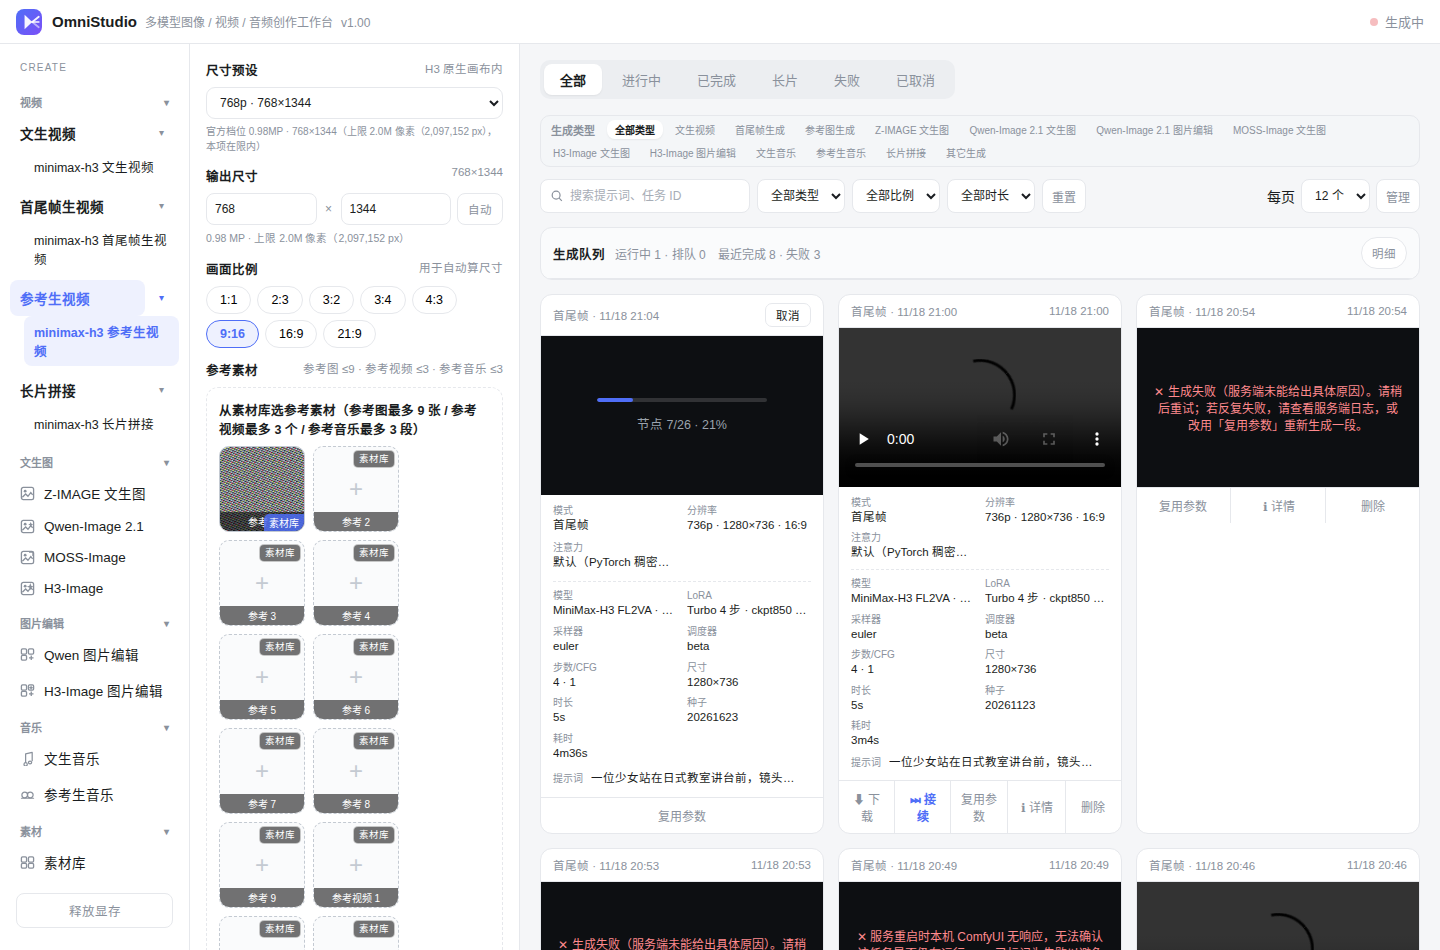 OmniStudio 多模型图像 / 视频 / 音频创作工作台 v1.00
生成中
CREATE
视频
文生视频
minimax-h3 文生视频
首尾帧生视频
minimax-h3 首尾帧生视
频
参考生视频
minimax-h3 参考生视
频
长片拼接
minimax-h3 长片拼接
文生图
Z-IMAGE 文生图
Qwen-Image 2.1
MOSS-Image
H3-Image
图片编辑
Qwen 图片编辑
H3-Image 图片编辑
音乐
文生音乐
参考生音乐
素材
素材库
释放显存
尺寸预设 H3 原生画布内
768p · 768×1344
官方档位 0.98MP · 768×1344（上限 2.0M 像素（2,097,152 px），
本项在限内）
输出尺寸 768×1344
768 × 1344 自动
0.98 MP · 上限 2.0M 像素（2,097,152 px）
画面比例 用于自动算尺寸
1:1 2:3 3:2 3:4 4:3
9:16 16:9 21:9
参考素材 参考图 ≤9 · 参考视频 ≤3 · 参考音乐 ≤3
从素材库选参考素材（参考图最多 9 张 / 参考
视频最多 3 个 / 参考音乐最多 3 段）
素材库
素材库
参考 2
素材库 素材库
参考 3 参考 4
素材库 素材库
参考 5 参考 6
素材库 素材库
参考 7 参考 8
素材库 素材库
参考 9 参考视频 1
素材库 素材库
全部 进行中 已完成 长片 失败 已取消
生成类型 全部类型 文生视频 首尾帧生成 参考图生成 Z-IMAGE 文生图 Qwen-Image 2.1 文生图 Qwen-Image 2.1 图片编辑 MOSS-Image 文生图
H3-Image 文生图 H3-Image 图片编辑 文生音乐 参考生音乐 长片拼接 其它生成
搜索提示词、任务 ID 全部类型 全部比例 全部时长 重置 每页 12 个 管理
生成队列 运行中 1 · 排队 0 最近完成 8 · 失败 3 明细
首尾帧 · 11/18 21:04 取消
节点 7/26 · 21%
模式 分辨率
首尾帧 736p · 1280×736 · 16:9
注意力
默认（PyTorch 稠密…
模型 LoRA
MiniMax-H3 FL2VA · … Turbo 4 步 · ckpt850 …
采样器 调度器
euler beta
步数/CFG 尺寸
4 · 1 1280×736
时长 种子
5s 20261623
耗时
4m36s
提示词 一位少女站在日式教室讲台前，镜头…
复用参数
首尾帧 · 11/18 21:00 11/18 21:00
0:00
模式 分辨率
首尾帧 736p · 1280×736 · 16:9
注意力
默认（PyTorch 稠密…
模型 LoRA
MiniMax-H3 FL2VA · … Turbo 4 步 · ckpt850 …
采样器 调度器
euler beta
步数/CFG 尺寸
4 · 1 1280×736
时长 种子
5s 20261123
耗时
3m4s
提示词 一位少女站在日式教室讲台前，镜头…
⬇ 下载 ⏭ 接续 复用参数 ℹ 详情 删除
首尾帧 · 11/18 20:54 11/18 20:54
✕ 生成失败（服务端未能给出具体原因）。请稍
后重试；若反复失败，请查看服务端日志，或
改用「复用参数」重新生成一段。
复用参数 ℹ 详情 删除
首尾帧 · 11/18 20:53 11/18 20:53
✕ 生成失败（服务端未能给出具体原因）。请稍
首尾帧 · 11/18 20:49 11/18 20:49
✕ 服务重启时本机 ComfyUI 无响应，无法确认
首尾帧 · 11/18 20:46 11/18 20:46